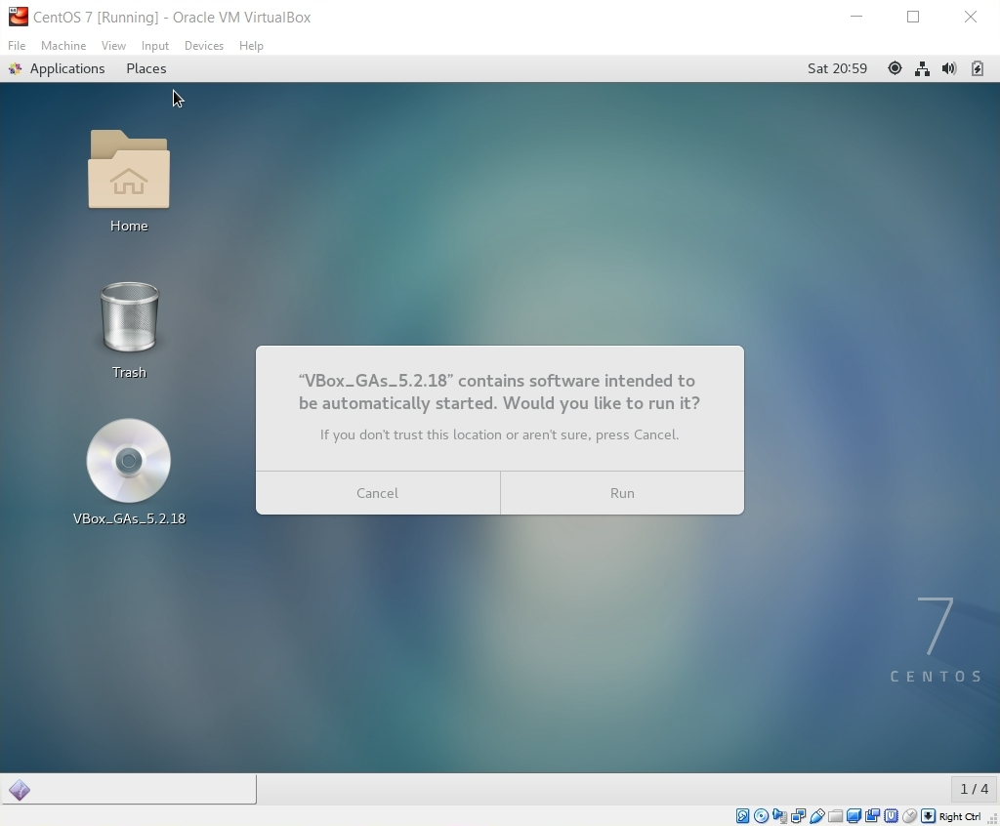 CentOS 7 [Running] - Oracle VM VirtualBox
File Machine View Input Devices Help
Applications Places Sat 20:59
Home
Trash
“VBox_GAs_5.2.18” contains software intended to
be automatically started. Would you like to run it?
If you don't trust this location or aren't sure, press Cancel.
Cancel Run
VBox_GAs_5.2.18
7
CENTOS
1 / 4
Right Ctrl